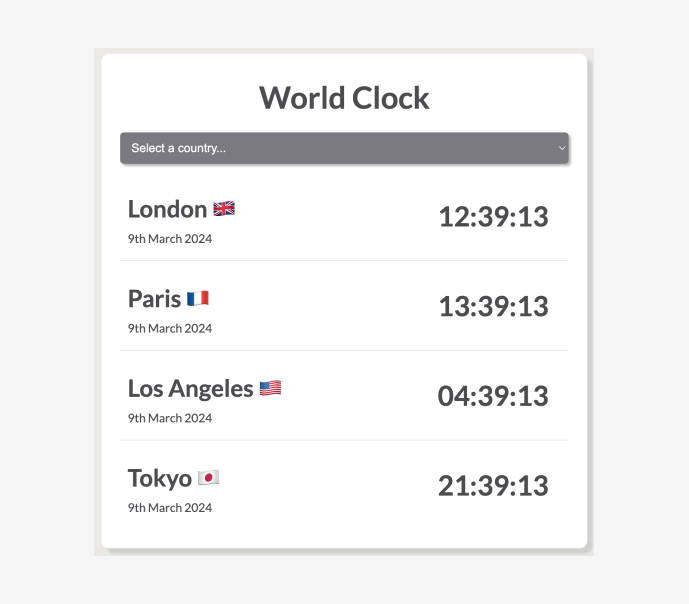 World Clock
Select a country...
London 🇬🇧
12:39:13
9th March 2024
Paris 🇫🇷
13:39:13
9th March 2024
Los Angeles 🇺🇸
04:39:13
9th March 2024
Tokyo 🇯🇵
21:39:13
9th March 2024